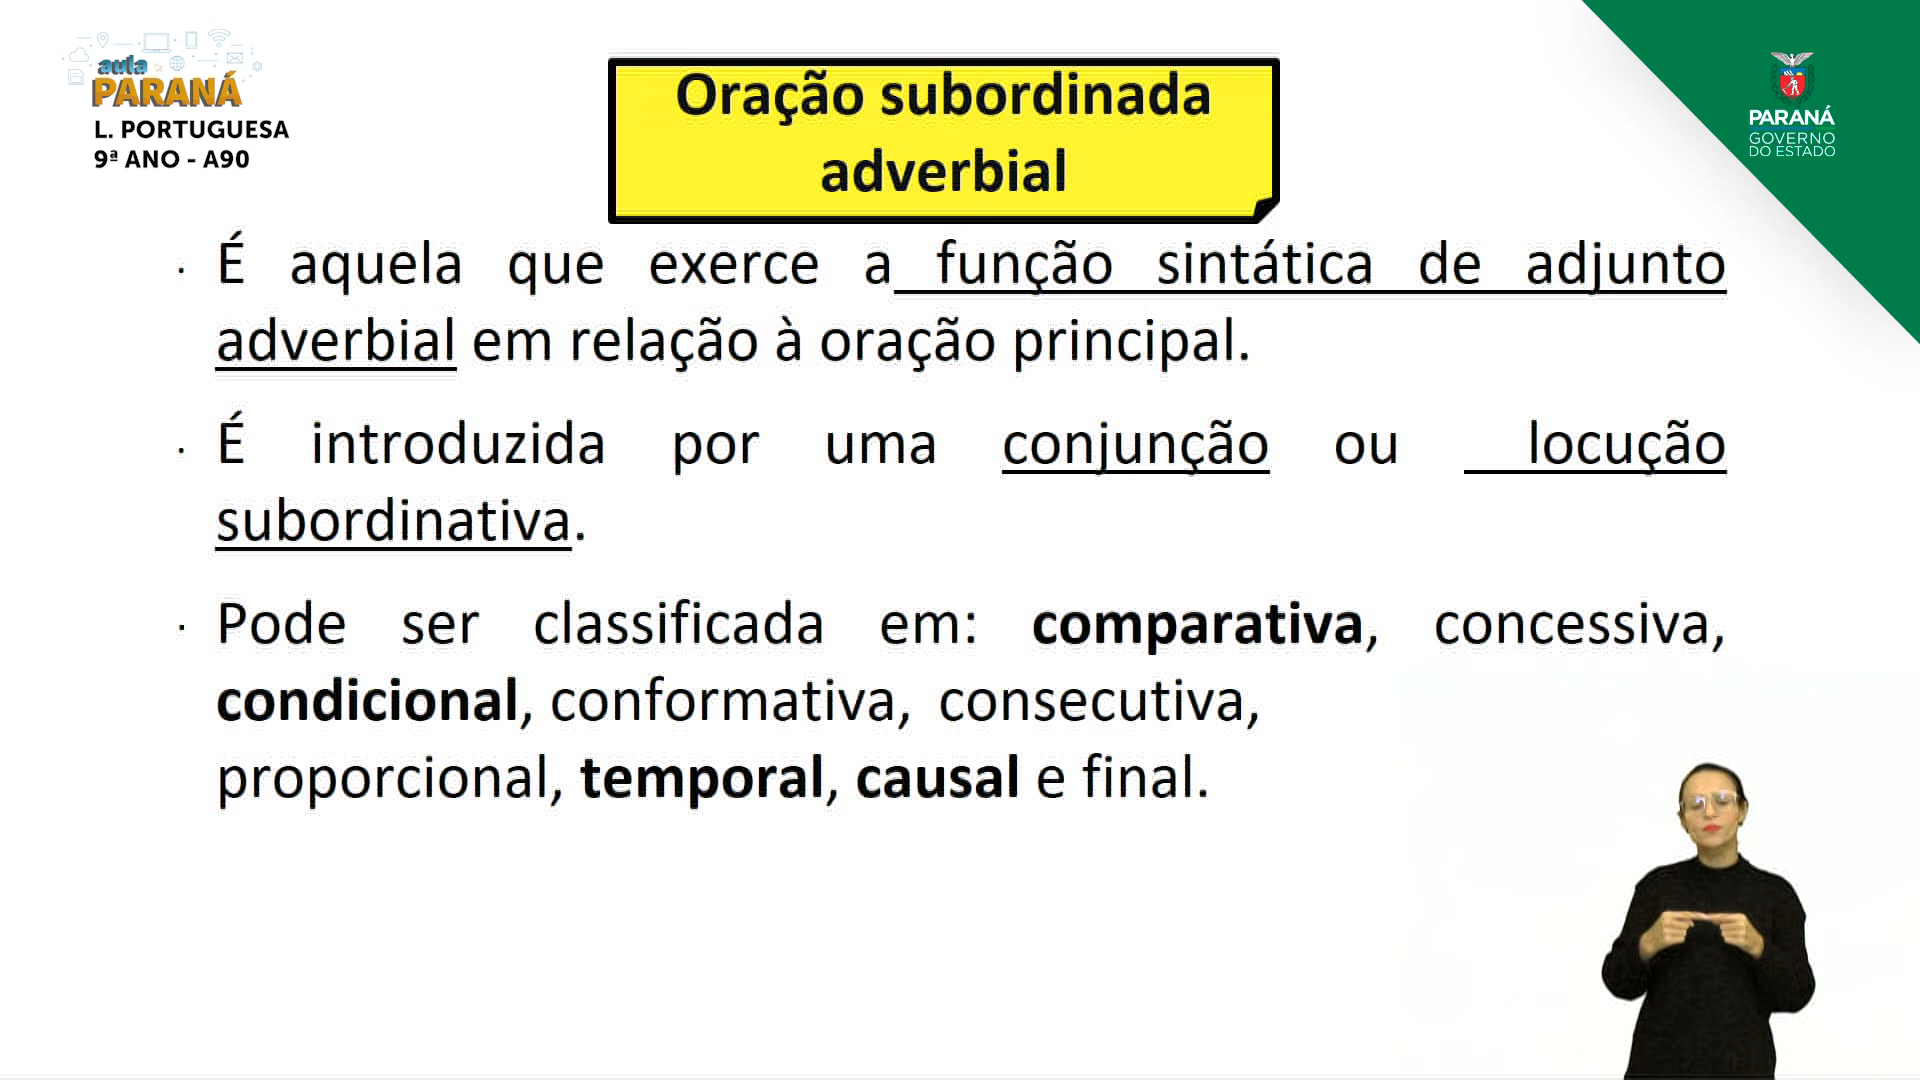 aula
PARANÁ
L. PORTUGUESA
9ª ANO - A90
Oração subordinada
adverbial
PARANÁ
GOVERNO
DO ESTADO
· É aquela que exerce a função sintática de adjunto
adverbial em relação à oração principal.
· É introduzida por uma conjunção ou locução
subordinativa.
· Pode ser classificada em: comparativa, concessiva,
condicional, conformativa, consecutiva,
proporcional, temporal, causal e final.